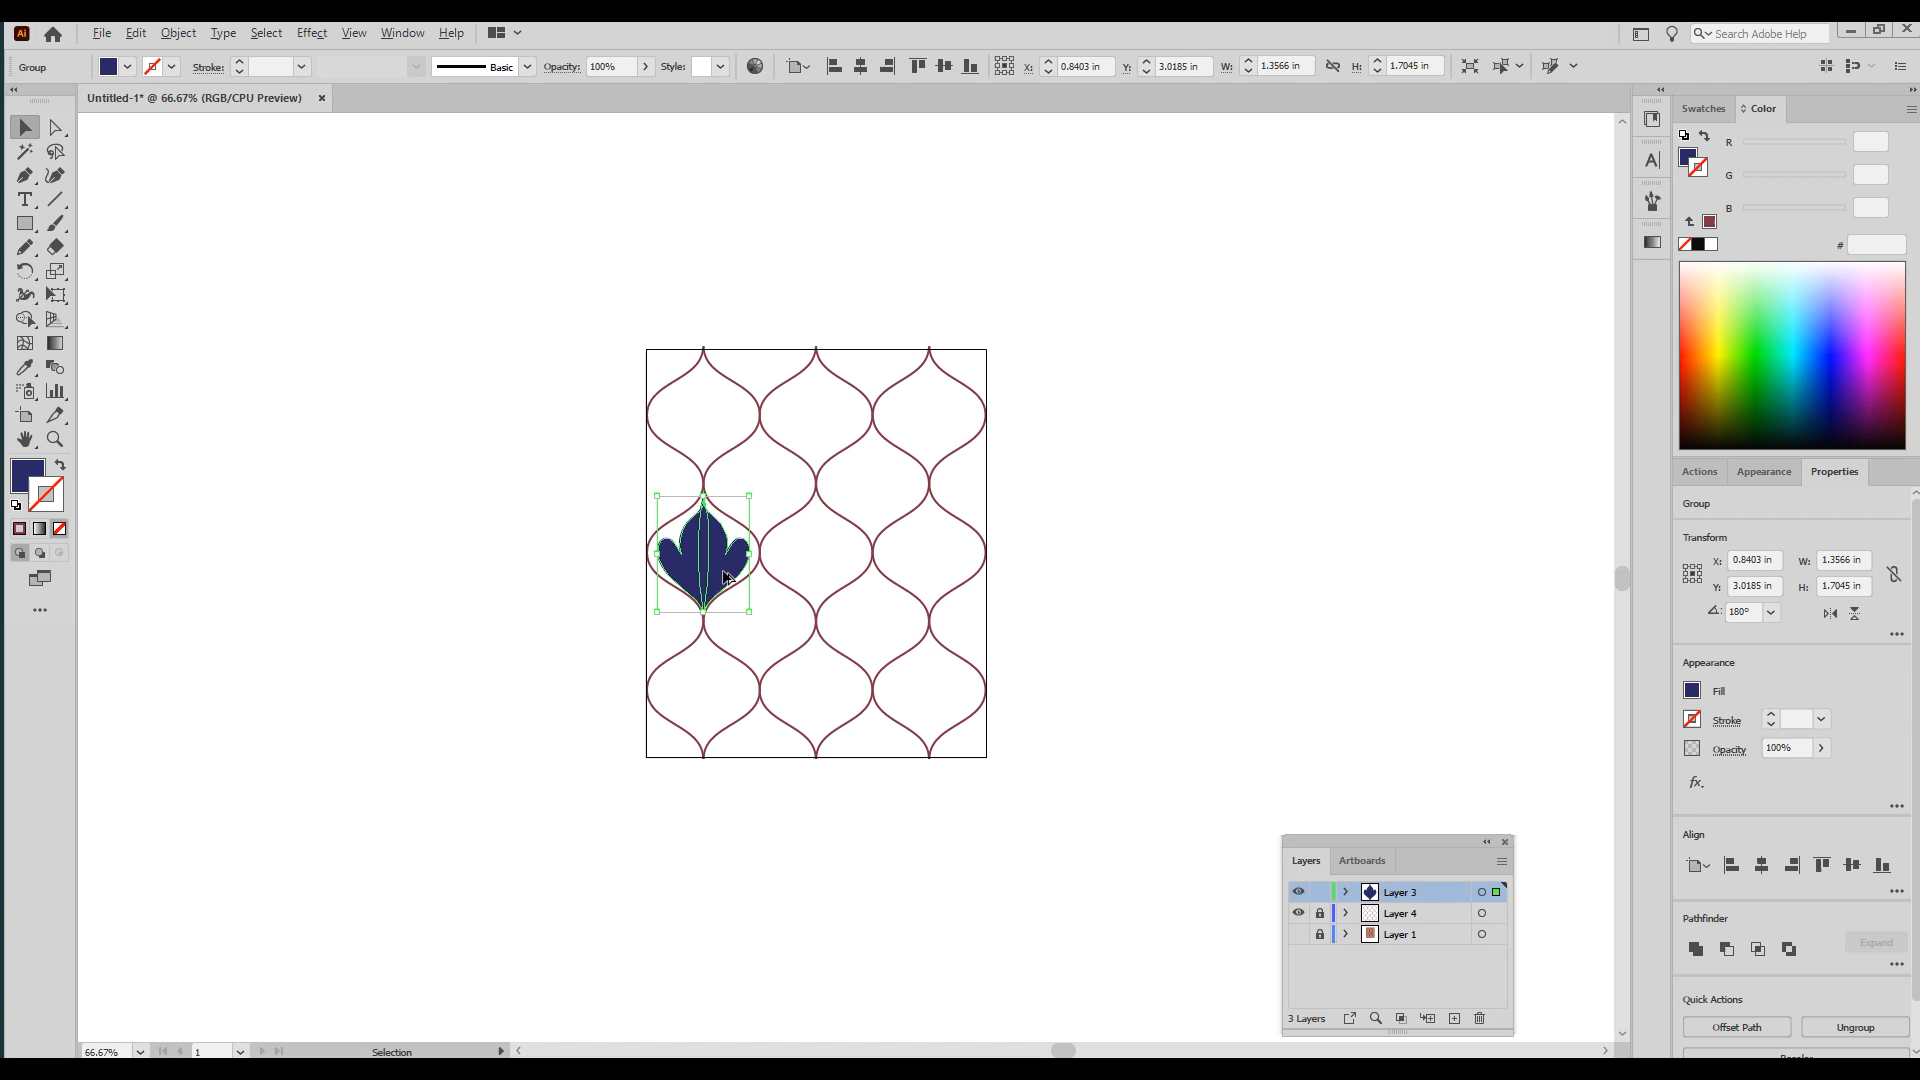 Ai File Edit Object Type Select Effect View Window Help Search Adobe Help
Group Stroke: Basic Opacity: 100% Style: X: 0.8403 in Y: 3.0185 in W: 1.3566 in H: 1.7045 in
Untitled-1* @ 66.67% (RGB/CPU Preview)
Swatches Color
R
G
B
#
Actions Appearance Properties
Group
Transform
X: 0.8403 in W: 1.3566 in
Y: 3.0185 in H: 1.7045 in
180°
Appearance
Fill
Stroke
Opacity 100%
fx.
Align
Pathfinder
Expand
Quick Actions
Offset Path Ungroup
Layers Artboards
Layer 3
Layer 4
Layer 1
3 Layers
66.67% 1 Selection